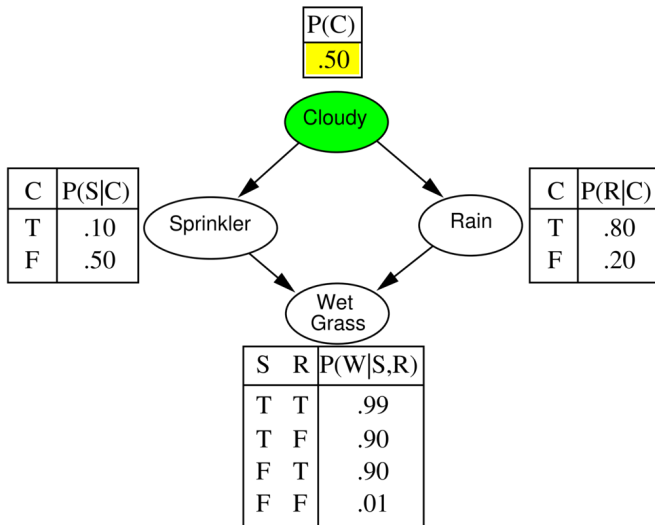 P(C)
.50
Cloudy
C P(S|C)
T .10
F .50
Sprinkler
Rain
C P(R|C)
T .80
F .20
Wet
Grass
S R P(W|S,R)
T T .99
T F .90
F T .90
F F .01